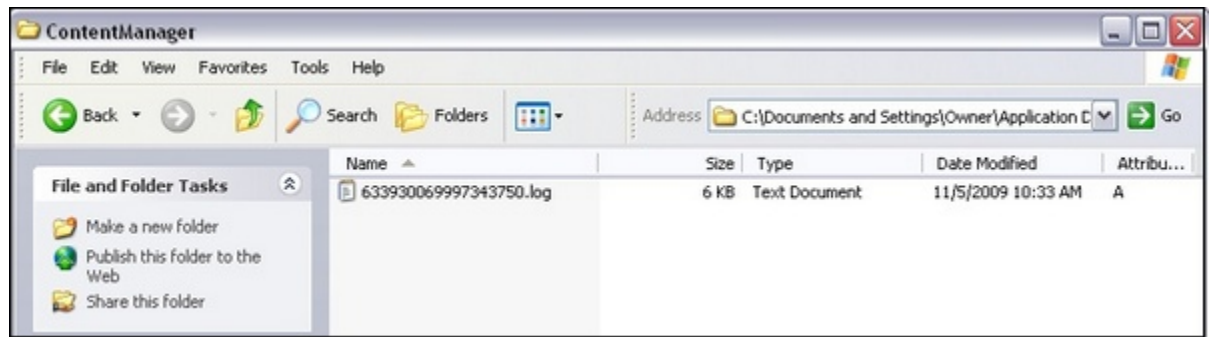 ContentManager
File Edit View Favorites Tools Help
Back Search Folders Address C:\Documents and Settings\Owner\Application D Go
Name Size Type Date Modified Attribu...
File and Folder Tasks
633930069997343750.log 6 KB Text Document 11/5/2009 10:33 AM A
Make a new folder
Publish this folder to the
Web
Share this folder